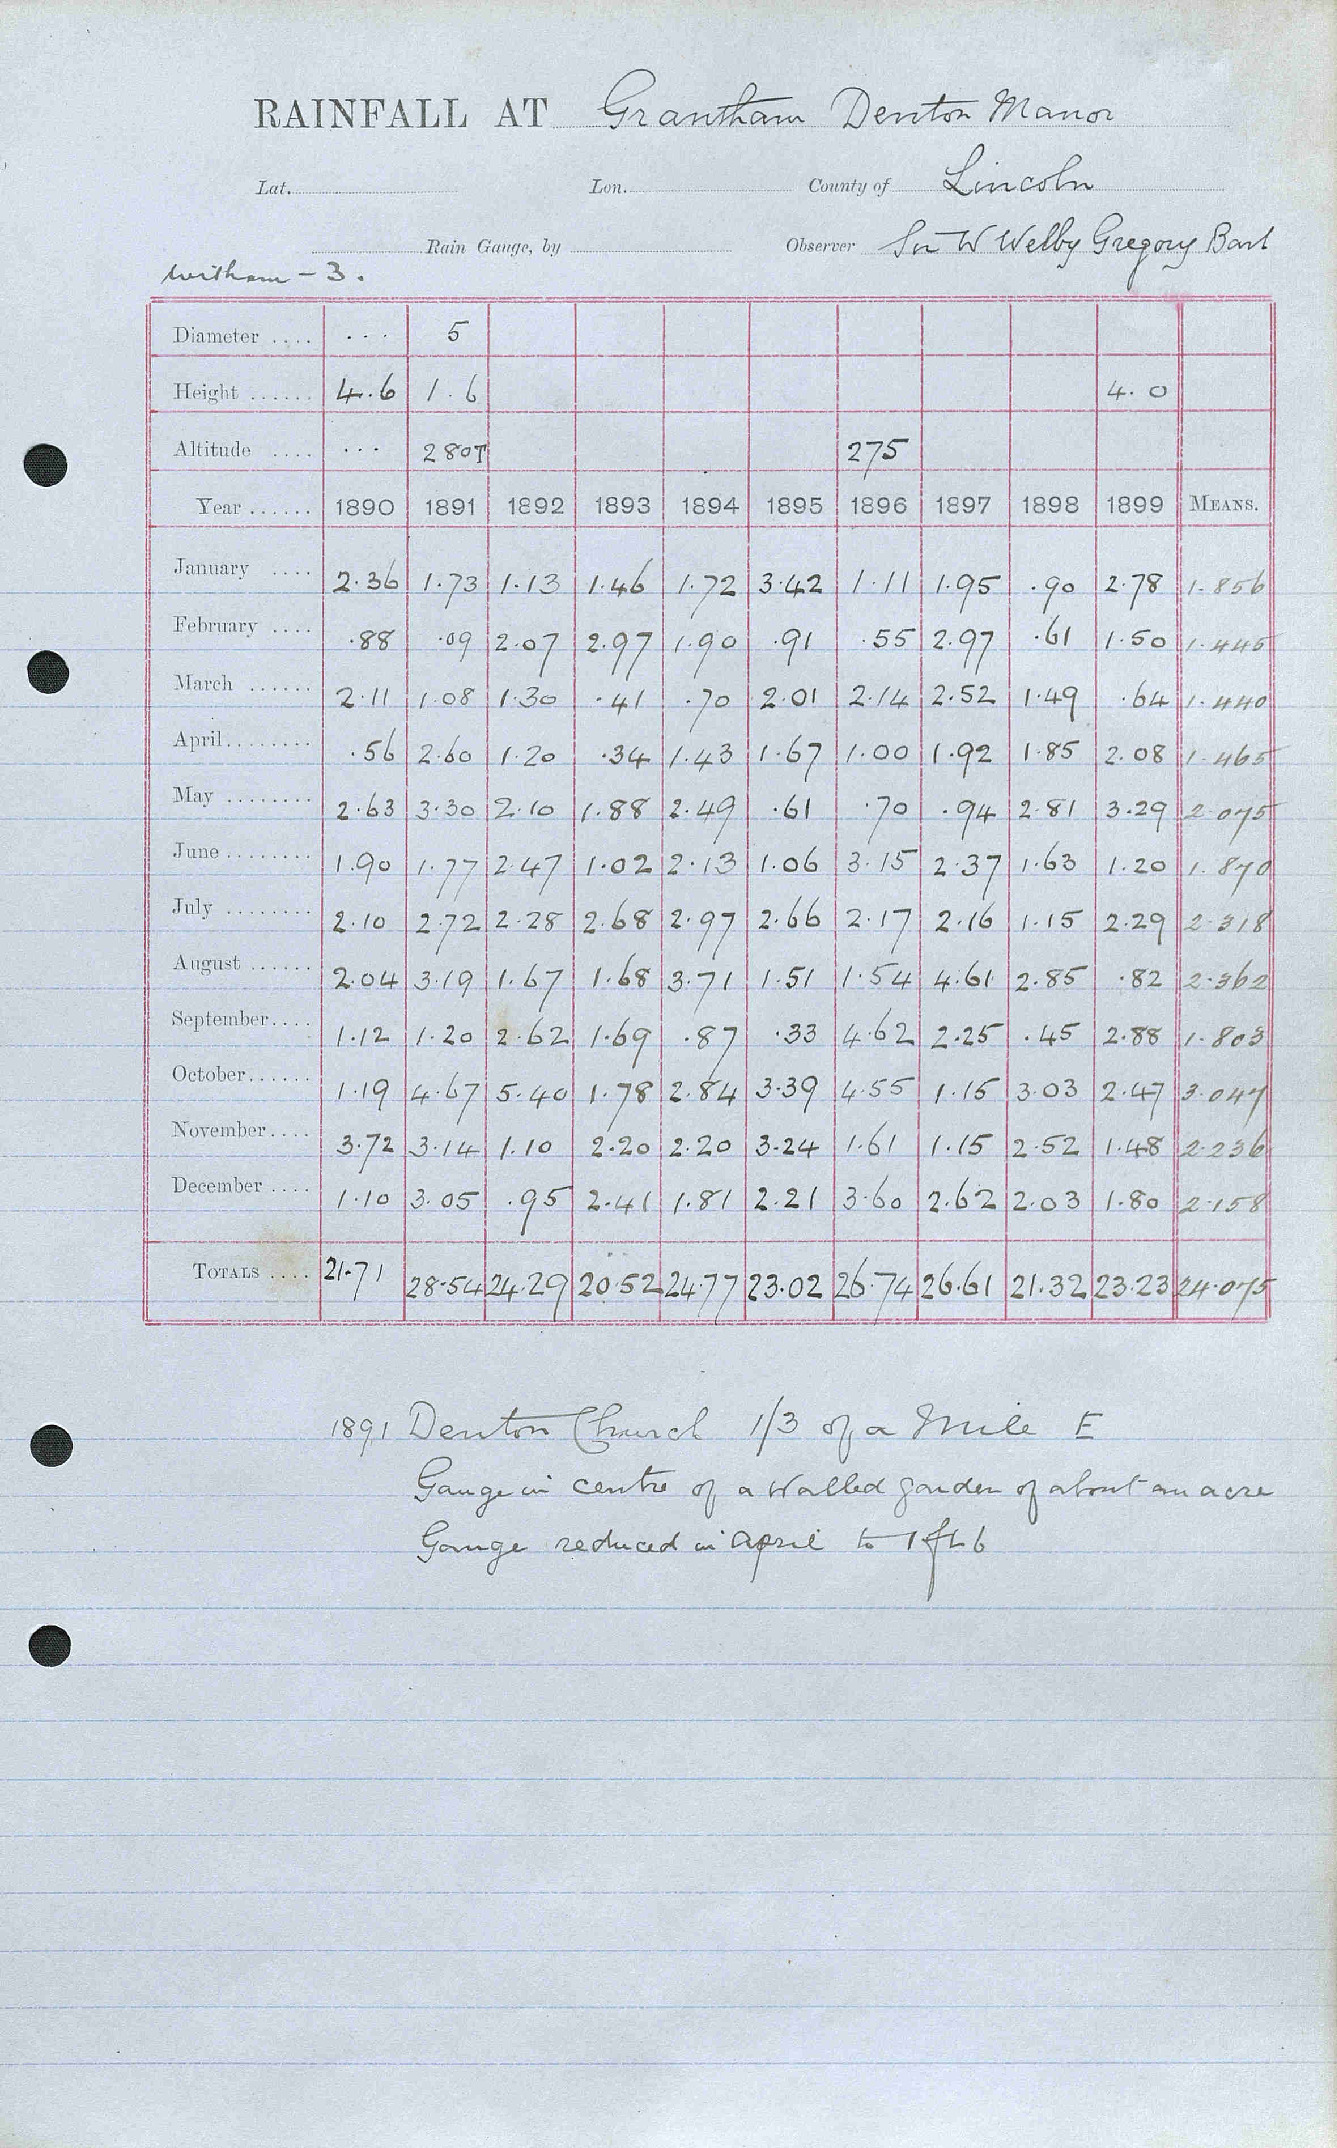 RAINFALL AT Grantham Denton Manor
Lat. Lon. County of Lincoln
Rain Gauge, by Observer Sir W Welby Gregory Bart
Witham - 3.
Diameter .... ... 5
Height ...... 4.6 1.6 4.0
Altitude .... ... 280T 275
Year ...... 1890 1891 1892 1893 1894 1895 1896 1897 1898 1899 MEANS.
January .... 2.36 1.73 1.13 1.46 1.72 3.42 1.11 1.95 .90 2.78 1.856
February .... .88 .09 2.07 2.97 1.90 .91 .55 2.97 .61 1.50 1.445
March ...... 2.11 1.08 1.30 .41 .70 2.01 2.14 2.52 1.49 .64 1.440
April........ .56 2.60 1.20 .34 1.43 1.67 1.00 1.92 1.85 2.08 1.465
May ........ 2.63 3.30 2.10 1.88 2.49 .61 .70 .94 2.81 3.29 2.075
June ........ 1.90 1.77 2.47 1.02 2.13 1.06 3.15 2.37 1.63 1.20 1.870
July ........ 2.10 2.72 2.28 2.68 2.97 2.66 2.17 2.16 1.15 2.29 2.318
August ...... 2.04 3.19 1.67 1.68 3.71 1.51 1.54 4.61 2.85 .82 2.362
September.... 1.12 1.20 2.62 1.69 .87 .33 4.62 2.25 .45 2.88 1.803
October...... 1.19 4.67 5.40 1.78 2.84 3.39 4.55 1.15 3.03 2.47 3.047
November.... 3.72 3.14 1.10 2.20 2.20 3.24 1.61 1.15 2.52 1.48 2.236
December .... 1.10 3.05 .95 2.41 1.81 2.21 3.60 2.62 2.03 1.80 2.158
TOTALS .... 21.71 28.54 24.29 20.52 24.77 23.02 26.74 26.61 21.32 23.23 24.075
1891 Denton Church 1/3 of a Mile E
Gauge in centre of a walled garden of about an acre
Gauge reduced in April to 1 ft 6